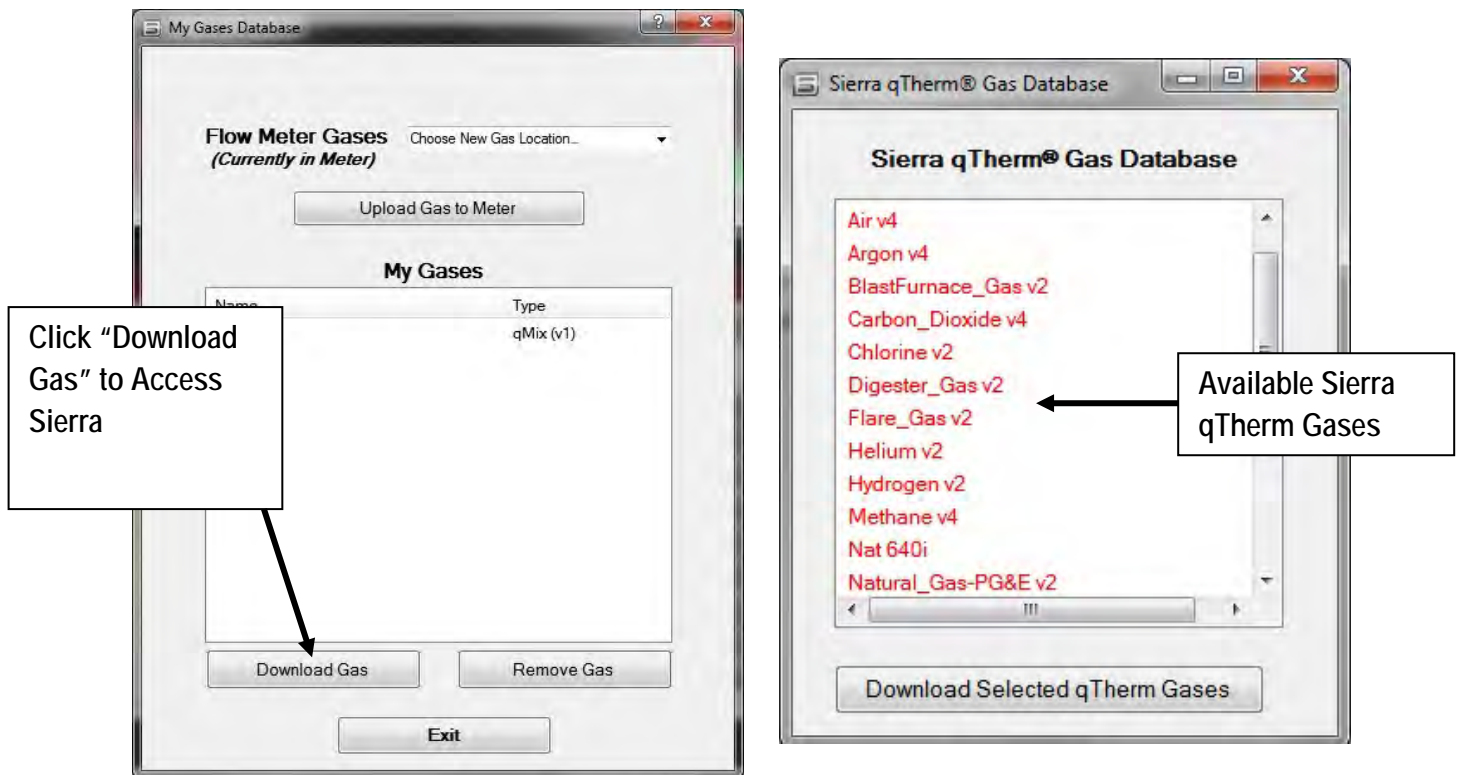 My Gases Database
?
X
Flow Meter Gases
(Currently in Meter)
Choose New Gas Location...
Upload Gas to Meter
My Gases
Type
qMix (v1)
Click “Download
Gas” to Access
Sierra
Download Gas
Remove Gas
Exit
Sierra qTherm® Gas Database
X
Sierra qTherm® Gas Database
Air v4
Argon v4
BlastFurnace_Gas v2
Carbon_Dioxide v4
Chlorine v2
Digester_Gas v2
Flare_Gas v2
Helium v2
Hydrogen v2
Methane v4
Nat 640i
Natural_Gas-PG&E v2
Available Sierra
qTherm Gases
Download Selected qTherm Gases